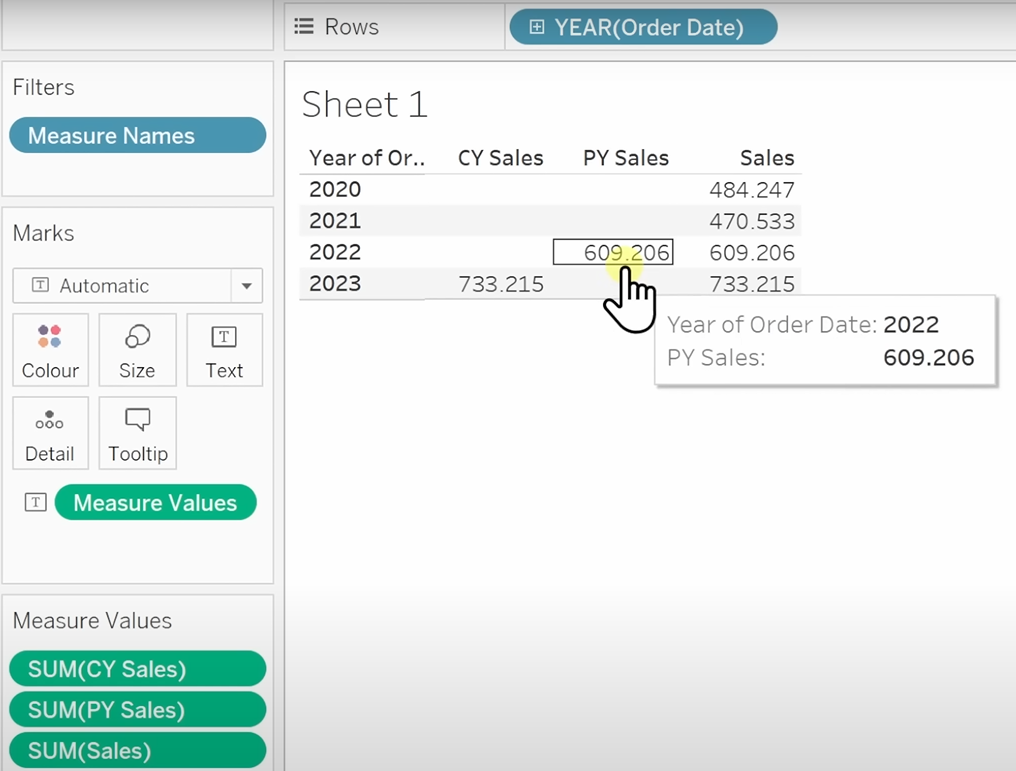 Rows
YEAR(Order Date)
Filters
Measure Names
Marks
Automatic
Colour Size Text
Detail Tooltip
T Measure Values
Measure Values
SUM(CY Sales)
SUM(PY Sales)
SUM(Sales)
Sheet 1
Year of Or.. CY Sales PY Sales Sales
2020 484.247
2021 470.533
2022 609.206 609.206
2023 733.215 733.215
Year of Order Date: 2022
PY Sales: 609.206